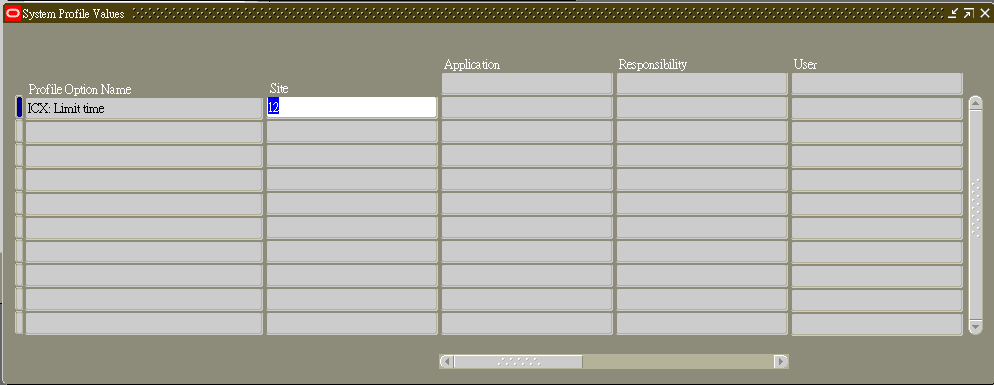 System Profile Values
Application Responsibility User
Profile Option Name Site
ICX: Limit time 12